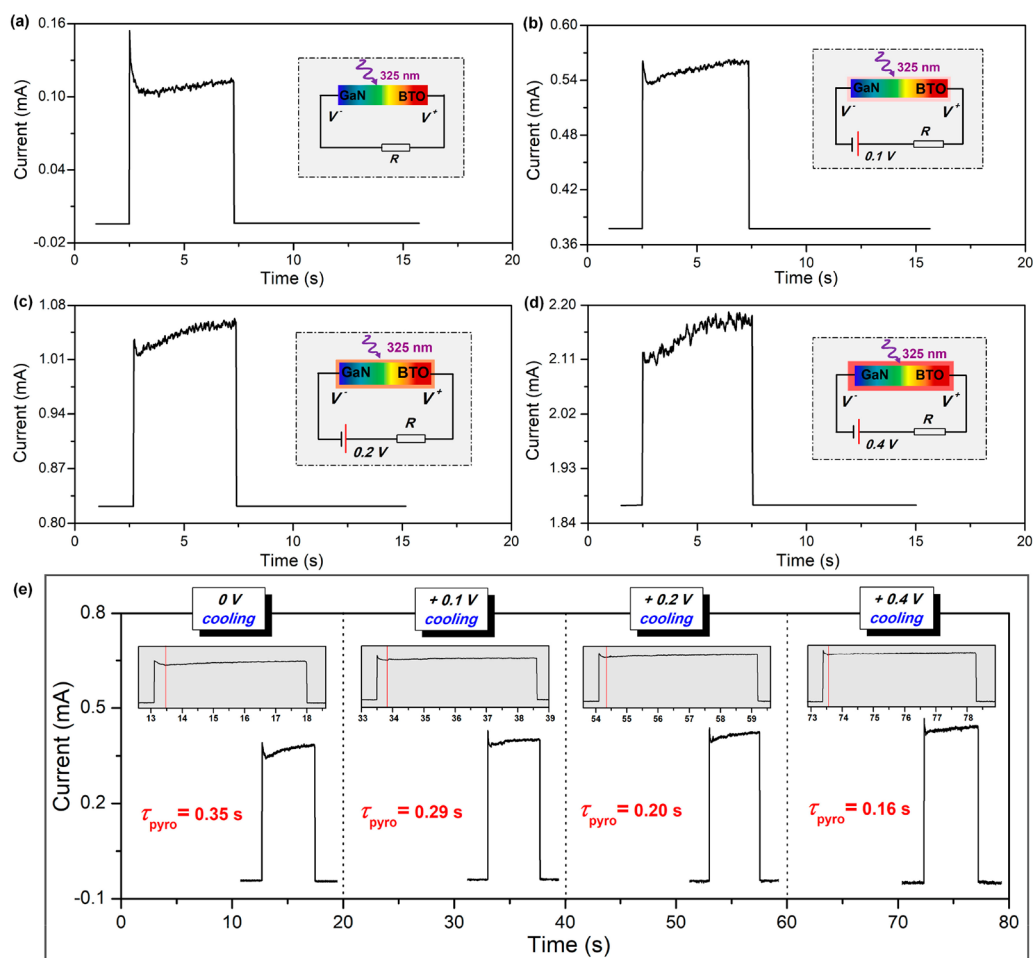 (a)
0.16
0.10
0.04
-0.02
Current (mA)
0
5
10
15
20
Time (s)
325 nm
GaN
BTO
V-
V+
R
(b)
0.60
0.54
0.48
0.42
0.36
Current (mA)
0
5
10
15
20
Time (s)
325 nm
GaN
BTO
V-
V+
R
0.1 V
(c)
1.08
1.01
0.94
0.87
0.80
Current (mA)
0
5
10
15
20
Time (s)
325 nm
GaN
BTO
V-
V+
R
0.2 V
(d)
2.20
2.11
2.02
1.93
1.84
Current (mA)
0
5
10
15
20
Time (s)
325 nm
GaN
BTO
V-
V+
R
0.4 V
(e)
0 V
cooling
+ 0.1 V
cooling
+ 0.2 V
cooling
+ 0.4 V
cooling
0.8
0.5
0.2
-0.1
Current (mA)
13 14 15 16 17 18
33 34 35 36 37 38 39
54 55 56 57 58 59
73 74 75 76 77 78
τpyro = 0.35 s
τpyro = 0.29 s
τpyro = 0.20 s
τpyro = 0.16 s
0 10 20 30 40 50 60 70 80
Time (s)